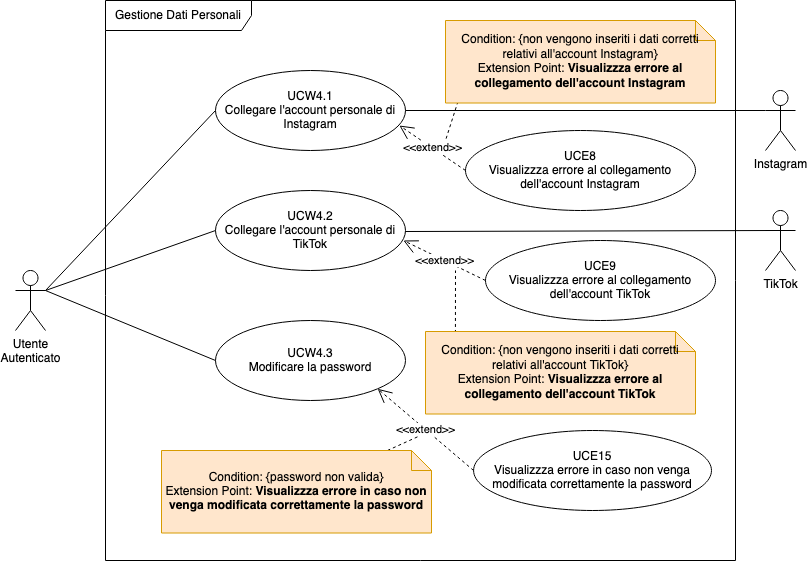 Gestione Dati Personali
Condition: {non vengono inseriti i dati corretti
relativi all'account Instagram}
Extension Point: Visualizzza errore al
collegamento dell'account Instagram
UCW4.1
Collegare l'account personale di
Instagram
<<extend>>
UCE8
Visualizzza errore al collegamento
dell'account Instagram
Instagram
UCW4.2
Collegare l'account personale di
TikTok
<<extend>>
UCE9
Visualizzza errore al collegamento
dell'account TikTok
TikTok
Utente
Autenticato
UCW4.3
Modificare la password
Condition: {non vengono inseriti i dati corretti
relativi all'account TikTok}
Extension Point: Visualizzza errore al
collegamento dell'account TikTok
<<extend>>
UCE15
Visualizzza errore in caso non venga
modificata correttamente la password
Condition: {password non valida}
Extension Point: Visualizzza errore in caso non
venga modificata correttamente la password